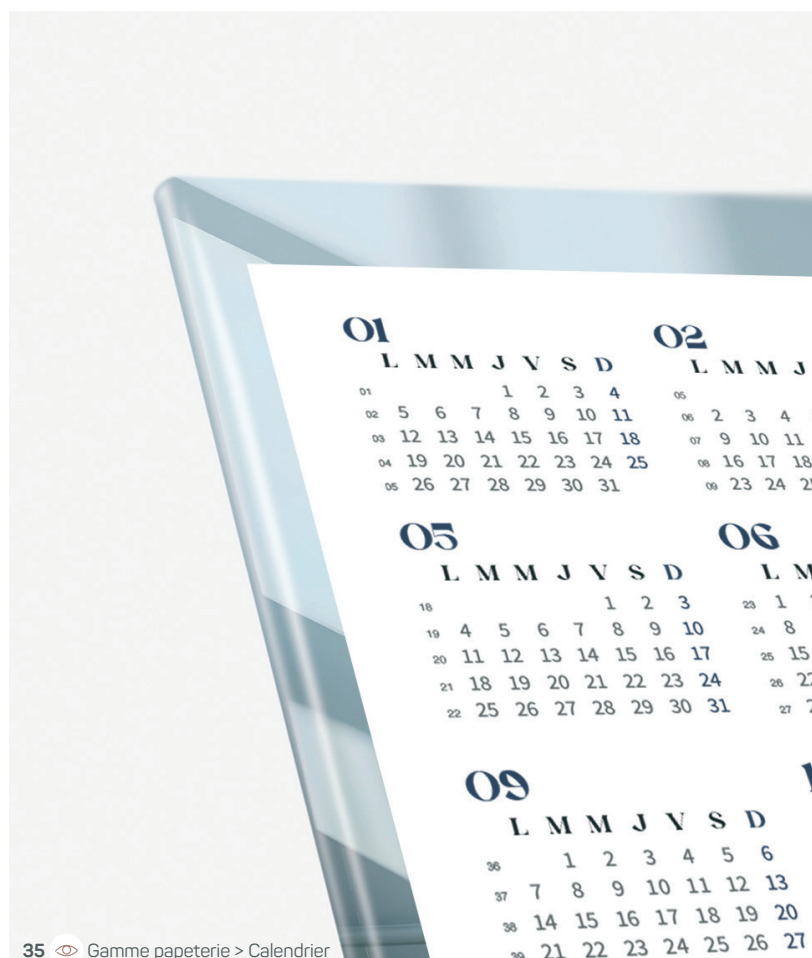 01
L M M J V S D
01 1 2 3 4
02 5 6 7 8 9 10 11
03 12 13 14 15 16 17 18
04 19 20 21 22 23 24 25
05 26 27 28 29 30 31
02
L M M J
05
06 2 3 4
07 9 10 11
08 16 17 18
09 23 24
05
L M M J V S D
18 1 2 3
19 4 5 6 7 8 9 10
20 11 12 13 14 15 16 17
21 18 19 20 21 22 23 24
22 25 26 27 28 29 30 31
06
L M
23 1
24 8
25 15
26
27
09
L M M J V S D
36 1 2 3 4 5 6
37 7 8 9 10 11 12 13
38 14 15 16 17 18 19 20
39 21 22 23 24 25 26 27
35 Gamme papeterie > Calendrier